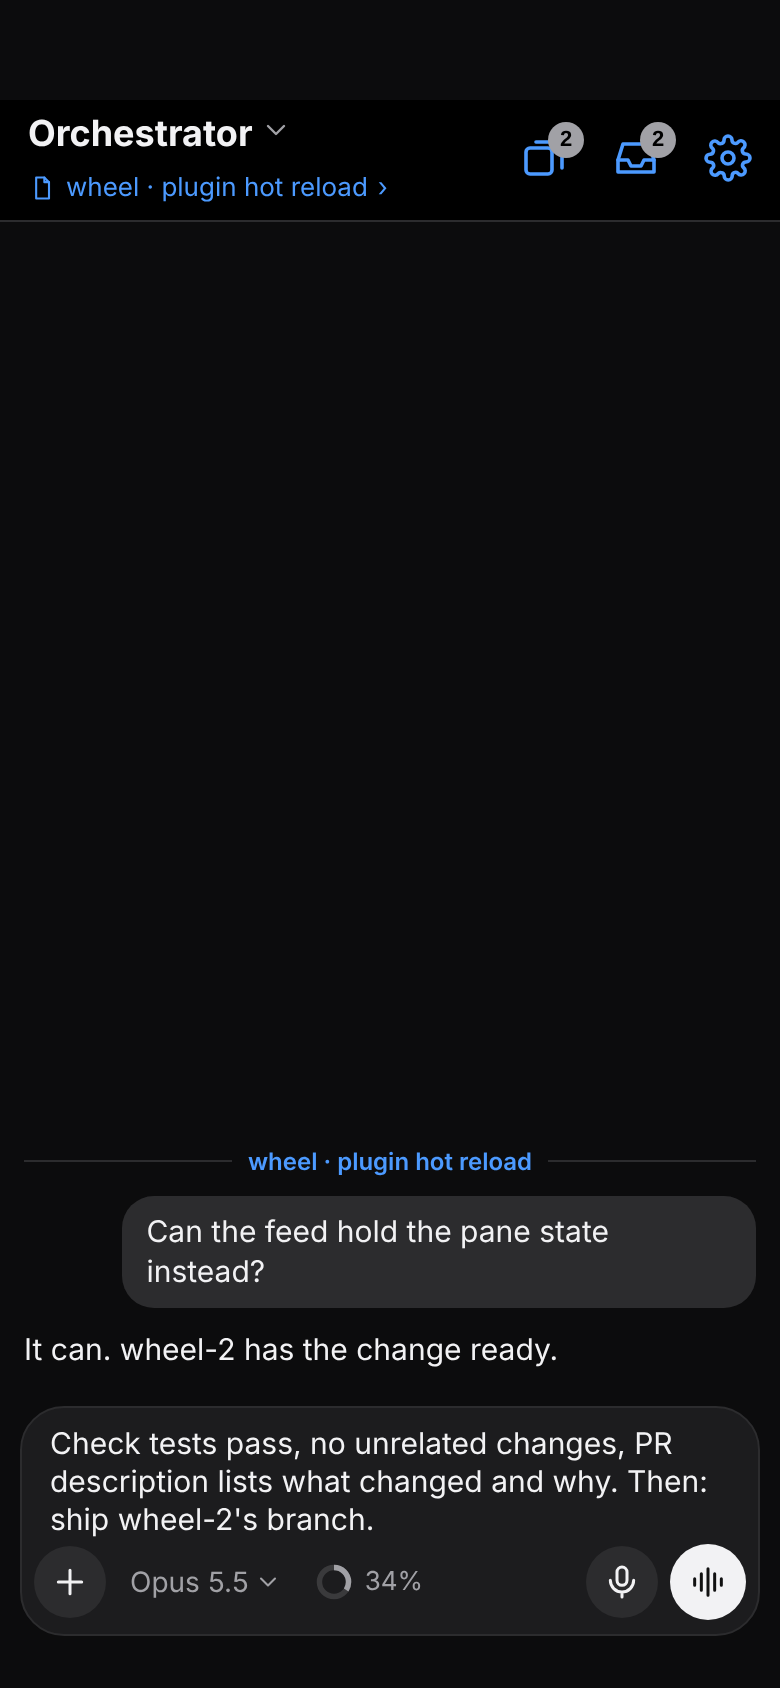 Orchestrator
2
2
wheel · plugin hot reload ›
wheel · plugin hot reload
Can the feed hold the pane state
instead?
It can. wheel-2 has the change ready.
Check tests pass, no unrelated changes, PR
description lists what changed and why. Then:
ship wheel-2's branch.
Opus 5.5
34%